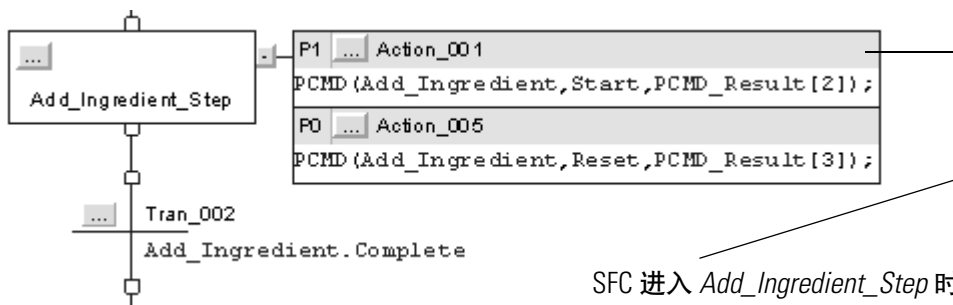 ... P1 ... Action_001
PCMD(Add_Ingredient,Start,PCMD_Result[2]);
Add_Ingredient_Step
P0 ... Action_005
PCMD(Add_Ingredient,Reset,PCMD_Result[3]);
... Tran_002
Add_Ingredient.Complete
SFC 进入 Add_Ingredient_Step 时